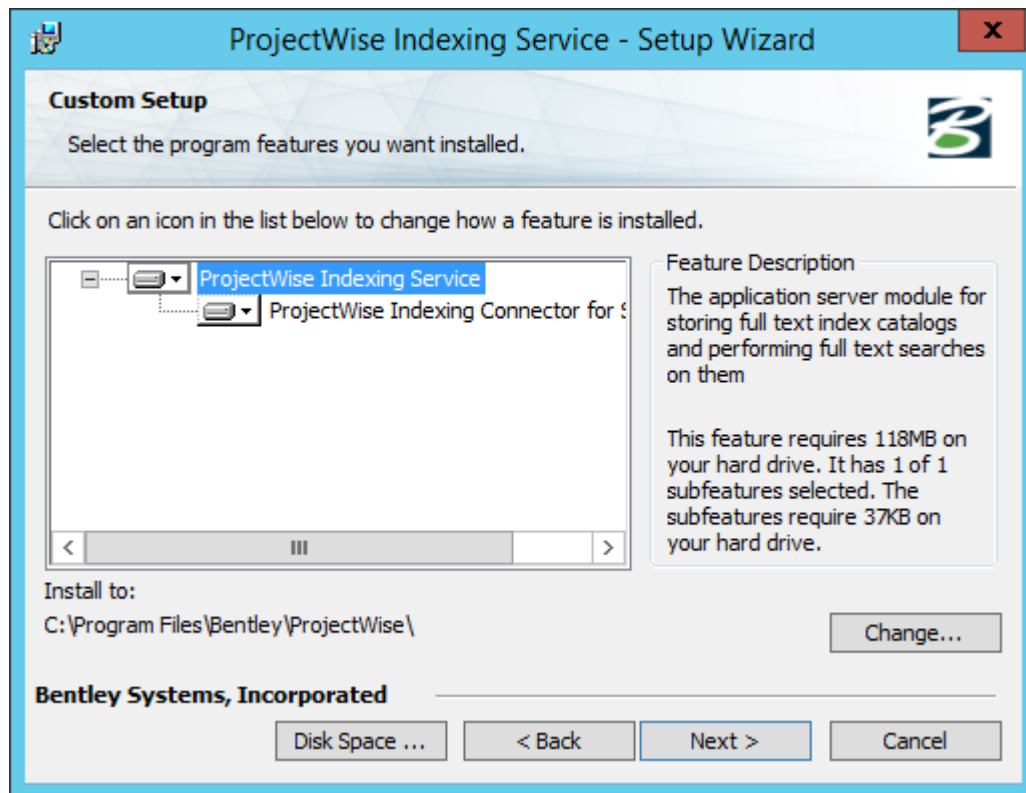 ProjectWise Indexing Service - Setup Wizard
x
Custom Setup
Select the program features you want installed.
Click on an icon in the list below to change how a feature is installed.
ProjectWise Indexing Service
ProjectWise Indexing Connector for
Feature Description
The application server module for
storing full text index catalogs
and performing full text searches
on them
This feature requires 118MB on
your hard drive. It has 1 of 1
subfeatures selected. The
subfeatures require 37KB on
your hard drive.
Install to:
C:\Program Files\Bentley\ProjectWise\
Change...
Bentley Systems, Incorporated
Disk Space ...
< Back
Next >
Cancel